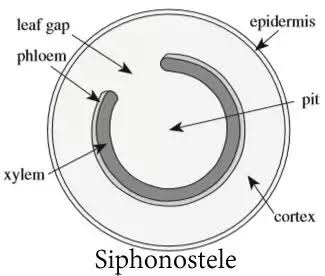 leaf gap
epidermis
phloem
pit
xylem
cortex
Siphonostele